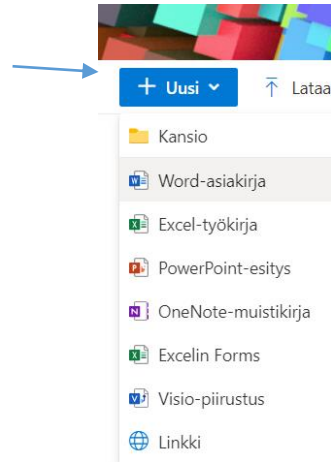 + Uusi
Lataa
Kansio
Word-asiakirja
Excel-työkirja
PowerPoint-esitys
OneNote-muistikirja
Excelin Forms
Visio-piirustus
Linkki